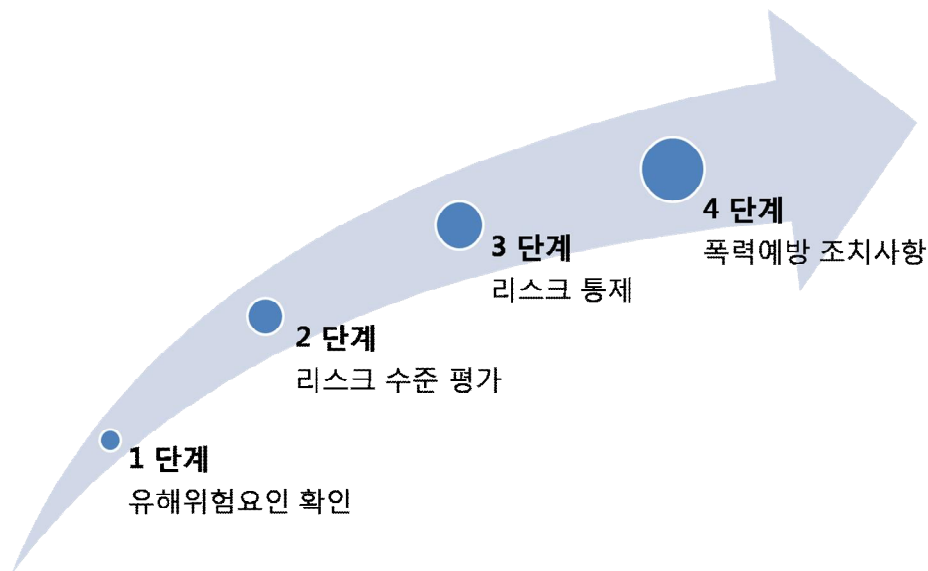 1 단계
유해위험요인 확인
2 단계
리스크 수준 평가
3 단계
리스크 통제
4 단계
폭력예방 조치사항